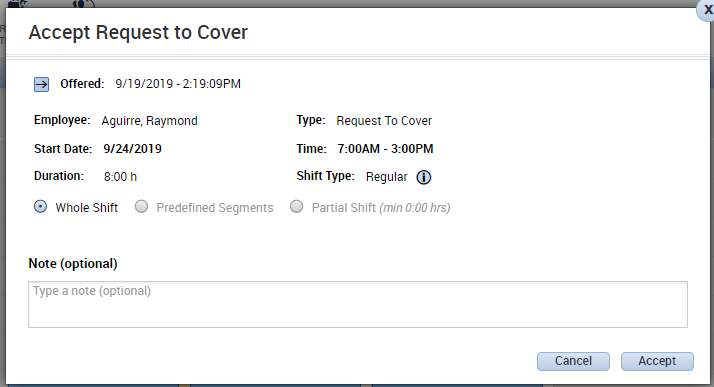 X
Accept Request to Cover
Offered: 9/19/2019 - 2:19:09PM
Employee: Aguirre, Raymond Type: Request To Cover
Start Date: 9/24/2019 Time: 7:00AM - 3:00PM
Duration: 8:00 h Shift Type: Regular
Whole Shift Predefined Segments Partial Shift (min 0:00 hrs)
Note (optional)
Type a note (optional)
Cancel Accept